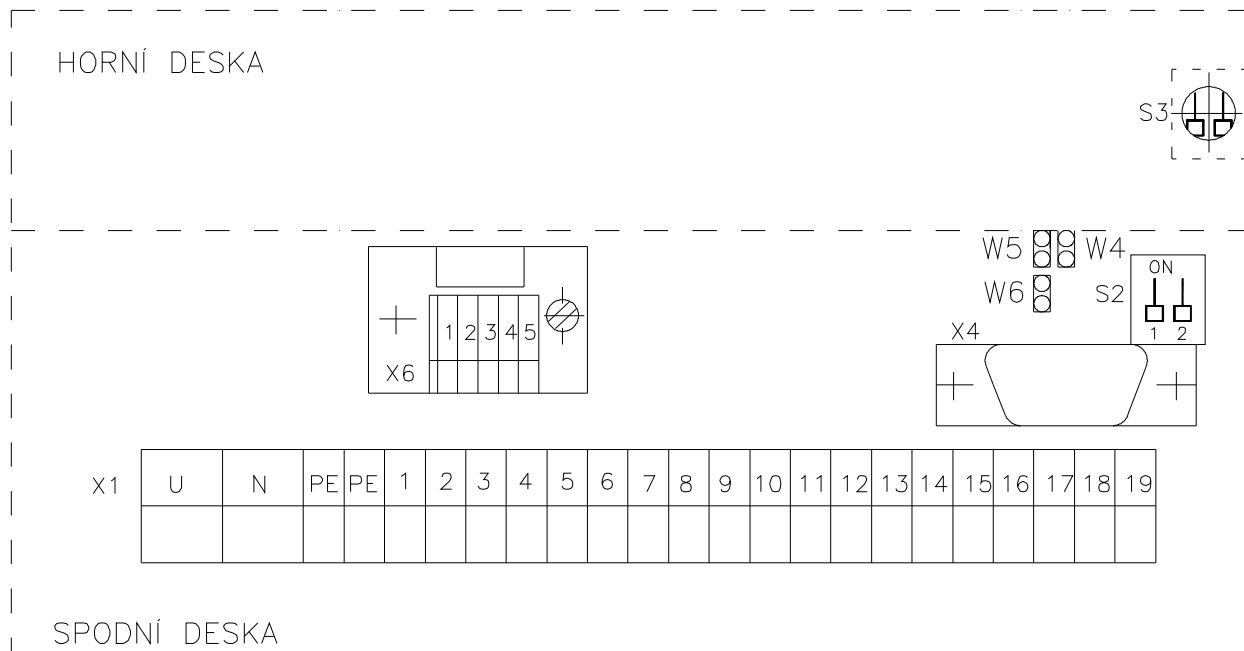 HORNÍ DESKA
S3
W5 W4
ON
W6 S2
1 2 3 4 5
1 2
X4
X6
X1 U N PE PE 1 2 3 4 5 6 7 8 9 10 11 12 13 14 15 16 17 18 19
SPODNÍ DESKA